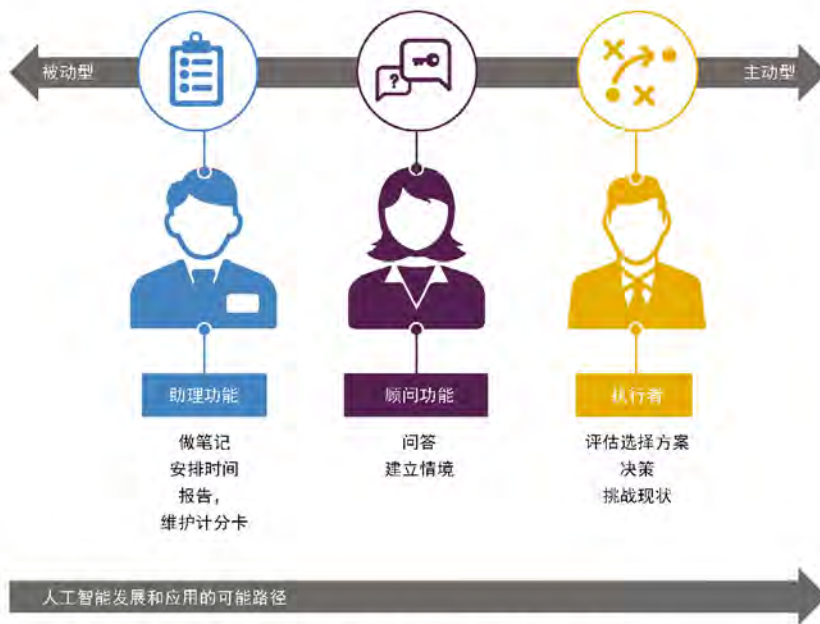 被动型
主动型
?
助理功能
做笔记
安排时间
报告，
维护计分卡
顾问功能
问答
建立情境
执行者
评估选择方案
决策
挑战现状
人工智能发展和应用的可能路径